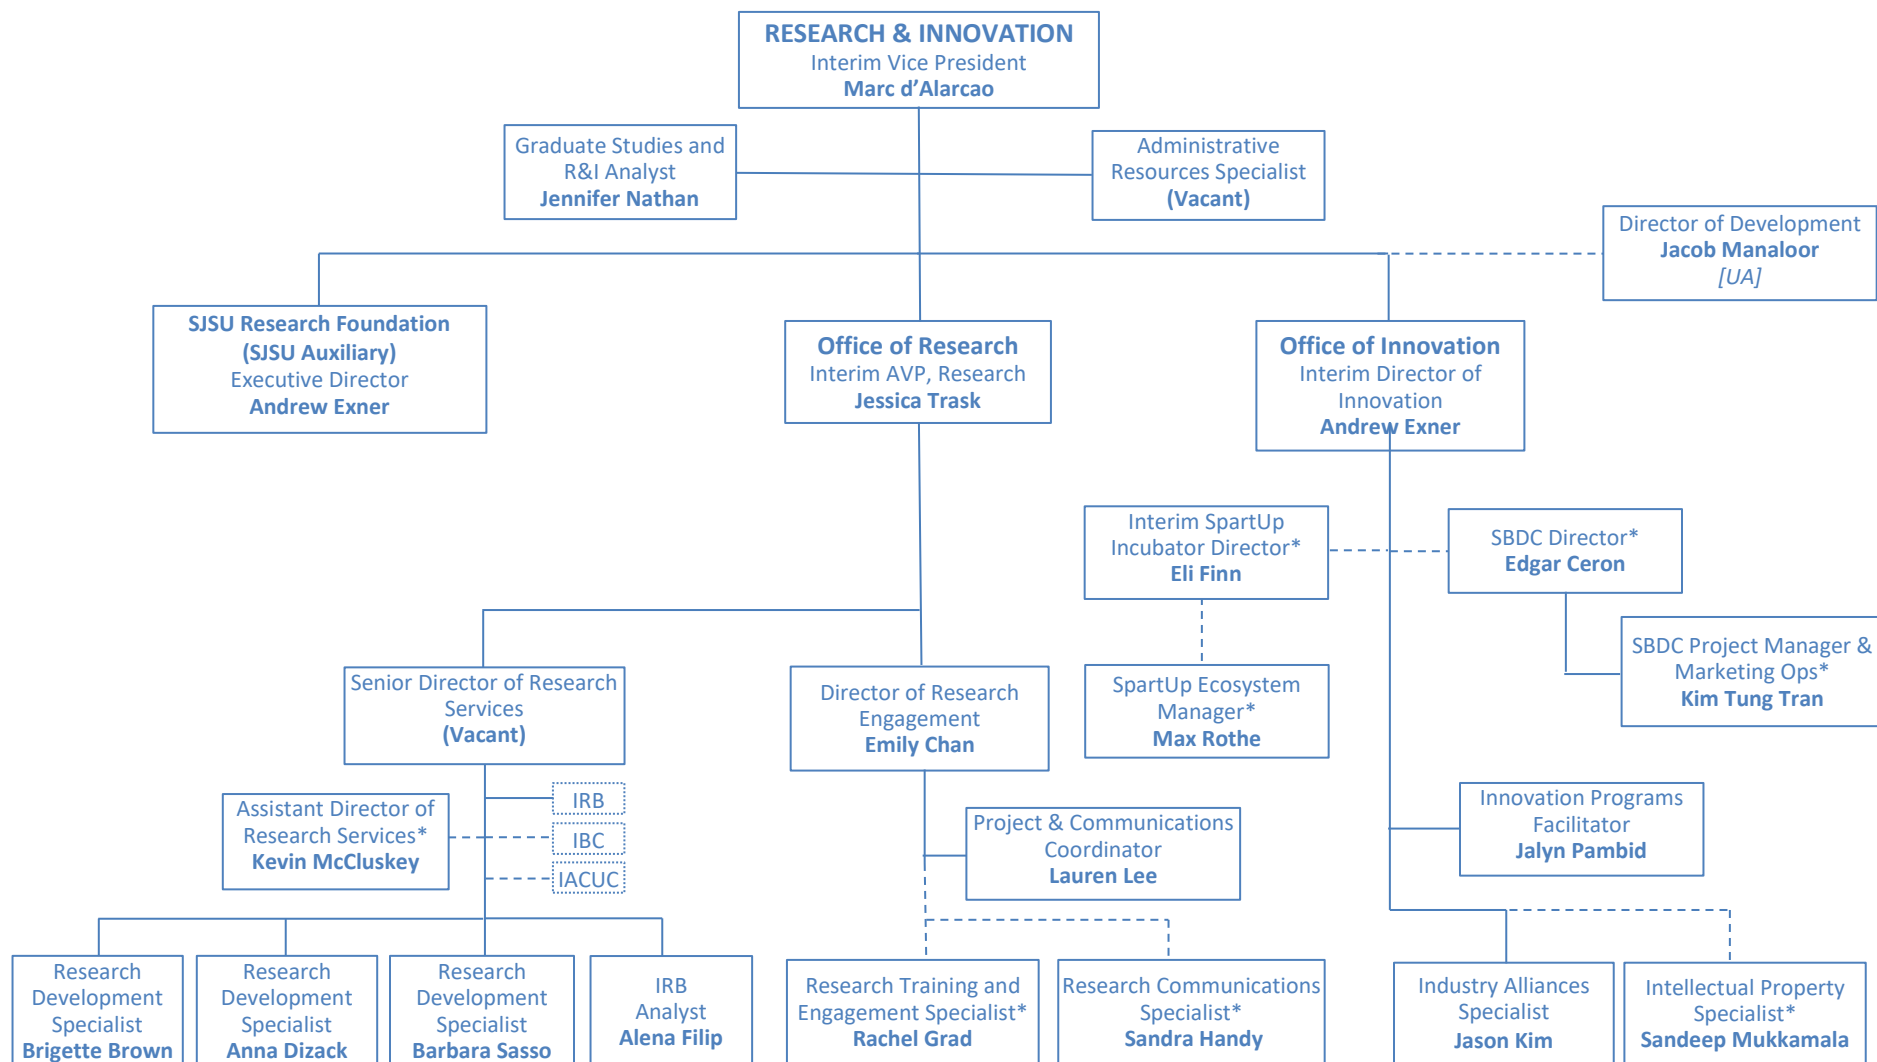 RESEARCH & INNOVATION
Interim Vice President
Marc d’Alarcao
Graduate Studies and
R&I Analyst
Jennifer Nathan
Administrative
Resources Specialist
(Vacant)
Director of Development
Jacob Manaloor
[UA]
SJSU Research Foundation
(SJSU Auxiliary)
Executive Director
Andrew Exner
Office of Research
Interim AVP, Research
Jessica Trask
Office of Innovation
Interim Director of
Innovation
Andrew Exner
Interim SpartUp
Incubator Director*
Eli Finn
SBDC Director*
Edgar Ceron
SBDC Project Manager &
Marketing Ops*
Kim Tung Tran
Senior Director of Research
Services
(Vacant)
Director of Research
Engagement
Emily Chan
SpartUp Ecosystem
Manager*
Max Rothe
Assistant Director of
Research Services*
Kevin McCluskey
IRB
IBC
IACUC
Project & Communications
Coordinator
Lauren Lee
Innovation Programs
Facilitator
Jalyn Pambid
Research
Development
Specialist
Brigette Brown
Research
Development
Specialist
Anna Dizack
Research
Development
Specialist
Barbara Sasso
IRB
Analyst
Alena Filip
Research Training and
Engagement Specialist*
Rachel Grad
Research Communications
Specialist*
Sandra Handy
Industry Alliances
Specialist
Jason Kim
Intellectual Property
Specialist*
Sandeep Mukkamala